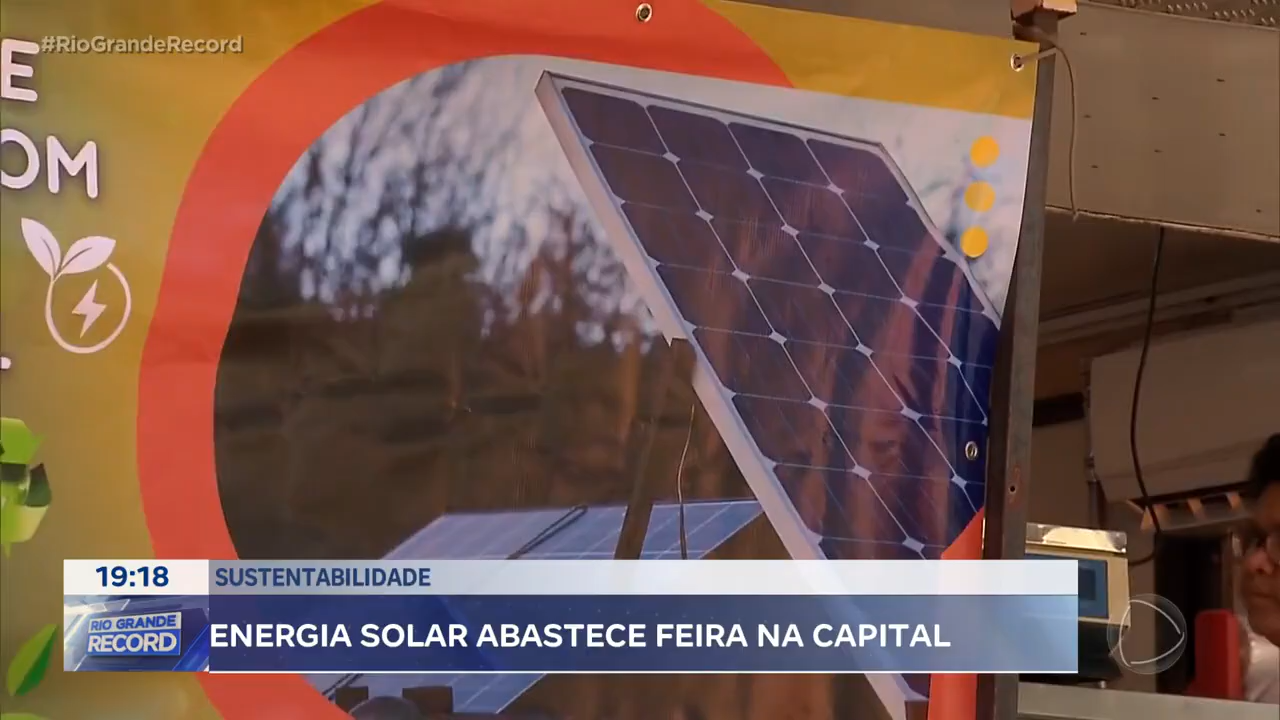 #RioGrandeRecord
E
OM
19:18
SUSTENTABILIDADE
RIO GRANDE
RECORD
ENERGIA SOLAR ABASTECE FEIRA NA CAPITAL